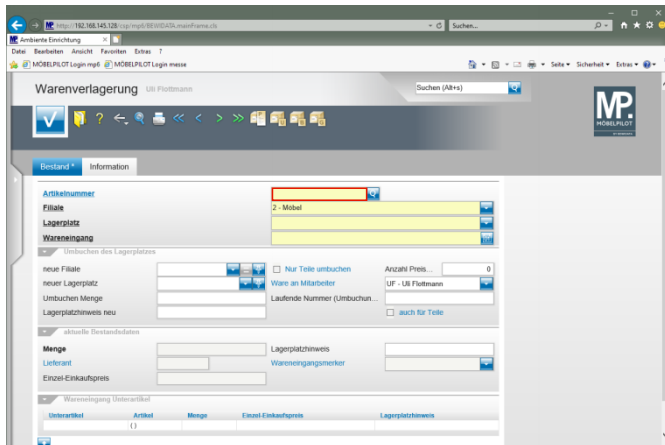 http://192.168.145.128/csp/mp6/BEWIDATA.mainFrame.cls
Suchen...
Ambiente Einrichtung
Datei Bearbeiten Ansicht Favoriten Extras ?
MÖBELPILOT Login mp6 MÖBELPILOT Login messe
Seite Sicherheit Extras
Warenverlagerung Uli Flottmann
Suchen (Alt+s)
MP.
MÖBELPILOT
Bestand * Information
Artikelnummer
Filiale 2 - Möbel
Lagerplatz
Wareneingang
Umbuchen des Lagerplatzes
neue Filiale Nur Teile umbuchen Anzahl Preis... 0
neuer Lagerplatz Ware an Mitarbeiter UF - Uli Flottmann
Umbuchen Menge Laufende Nummer (Umbuchun...
Lagerplatzhinweis neu auch für Teile
aktuelle Bestandsdaten
Menge Lagerplatzhinweis
Lieferant Wareneingangsmerker
Einzel-Einkaufspreis
Wareneingang Unterartikel
Unterartikel Artikel Menge Einzel-Einkaufspreis Lagerplatzhinweis
( )